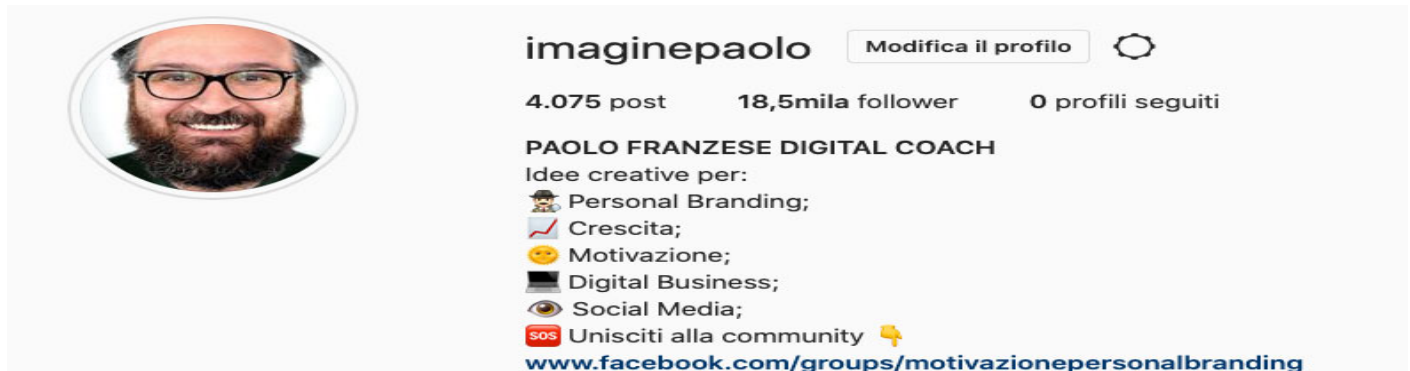 imaginepaolo Modifica il profilo
4.075 post 18,5mila follower 0 profili seguiti
PAOLO FRANZESE DIGITAL COACH
Idee creative per:
🕵🏻‍♂️ Personal Branding;
📈 Crescita;
🌝 Motivazione;
💻 Digital Business;
👁 Social Media;
🆘 Unisciti alla community 👇
www.facebook.com/groups/motivazionepersonalbranding